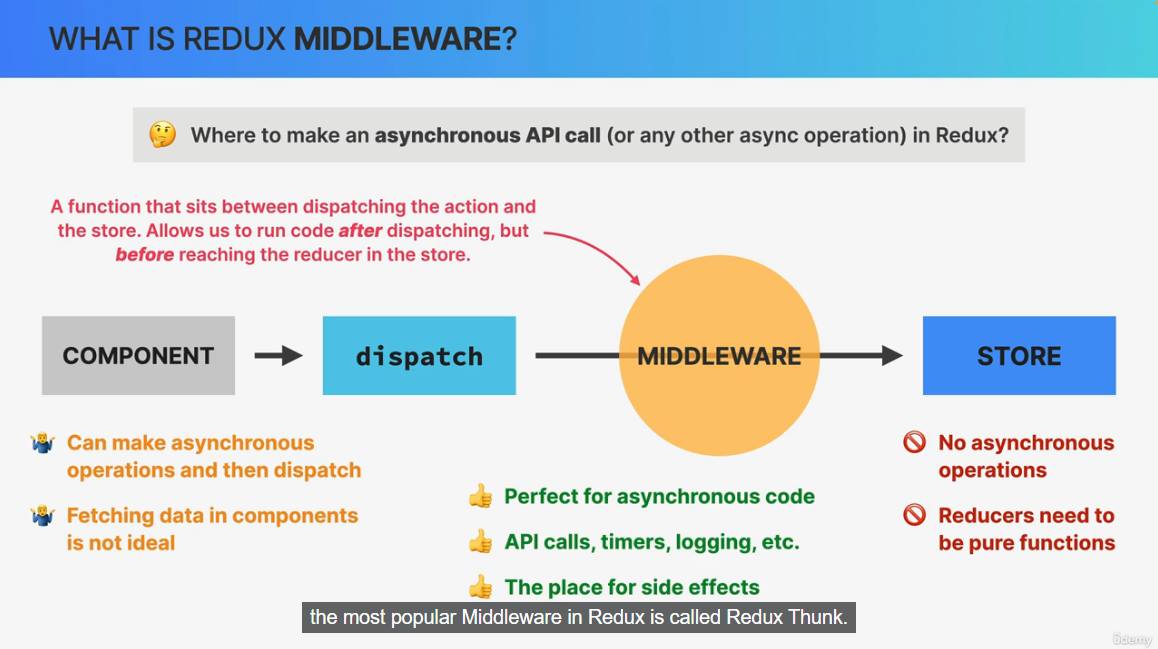 WHAT IS REDUX MIDDLEWARE?
🤔 Where to make an asynchronous API call (or any other async operation) in Redux?
A function that sits between dispatching the action and
the store. Allows us to run code after dispatching, but
before reaching the reducer in the store.
COMPONENT
dispatch
MIDDLEWARE
STORE
🤷‍♂️ Can make asynchronous
operations and then dispatch
🤷‍♂️ Fetching data in components
is not ideal
👍 Perfect for asynchronous code
👍 API calls, timers, logging, etc.
👍 The place for side effects
🚫 No asynchronous
operations
🚫 Reducers need to
be pure functions
the most popular Middleware in Redux is called Redux Thunk.
ûdemy